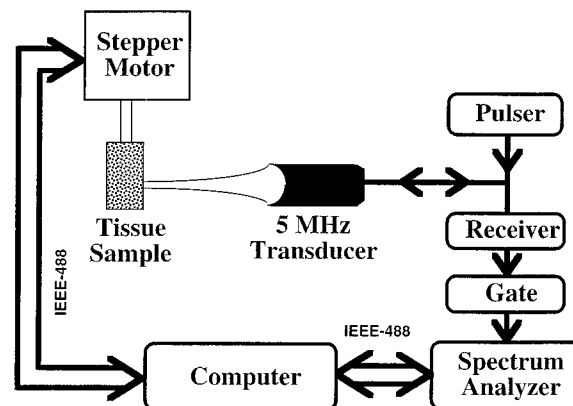 Stepper
Motor
Pulser
Tissue
Sample
5 MHz
Transducer
Receiver
Gate
IEEE-488
IEEE-488
Computer
Spectrum
Analyzer